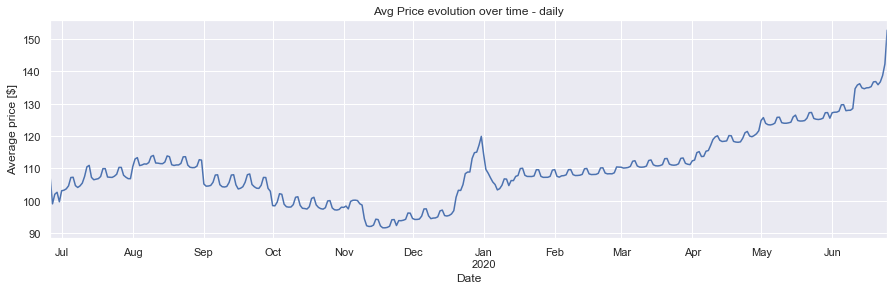 Avg Price evolution over time - daily
Average price [$]
150
140
130
120
110
100
90
Jul Aug Sep Oct Nov Dec Jan Feb Mar Apr May Jun
2020
Date